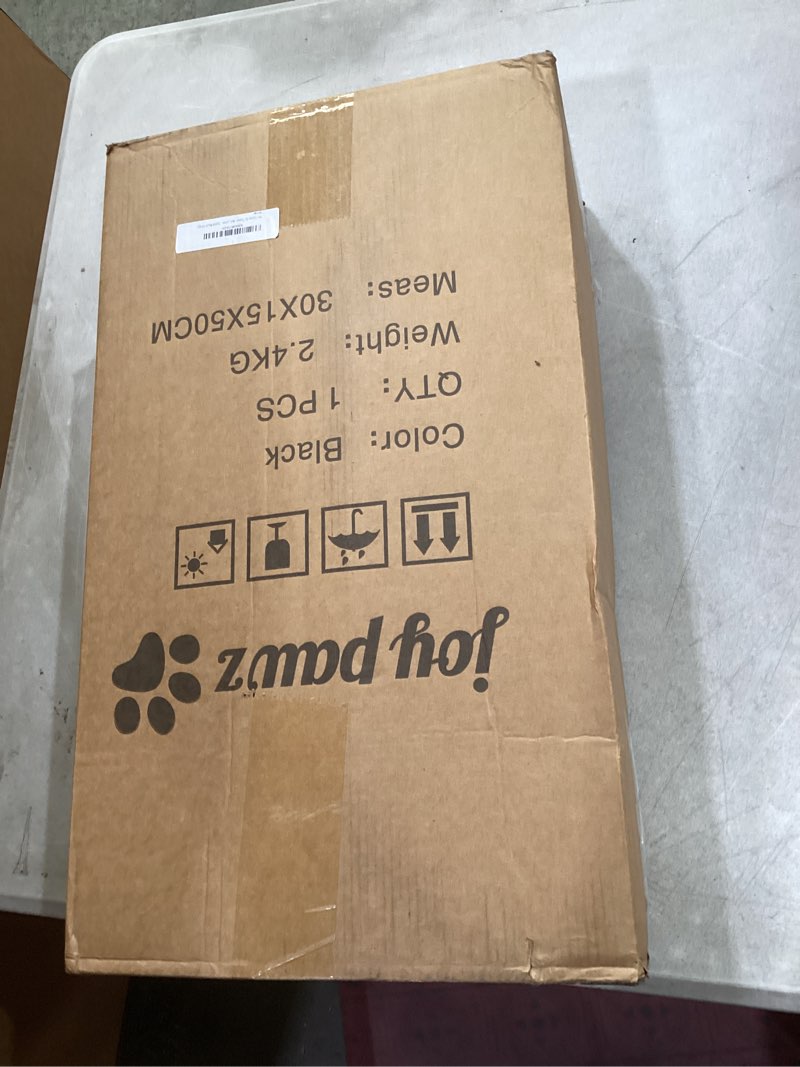 joy pawz
Color: Black
QTY: 1 PCS
Weight: 2.4KG
Meas: 30X15X50CM